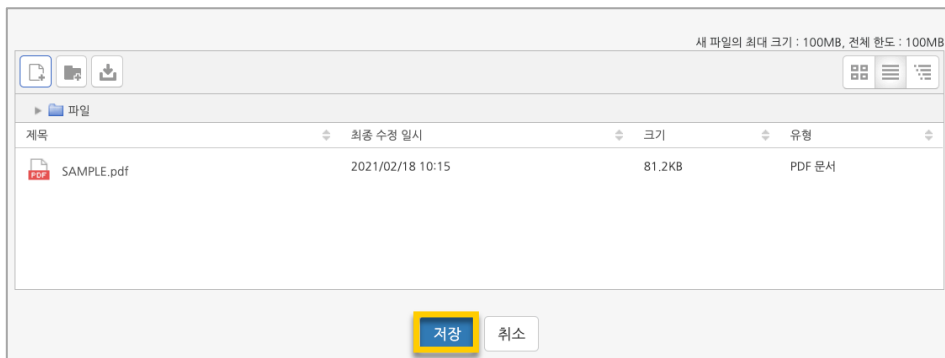 새 파일의 최대 크기 : 100MB, 전체 한도 : 100MB
파일
제목 최종 수정 일시 크기 유형
PDF SAMPLE.pdf 2021/02/18 10:15 81.2KB PDF 문서
저장 취소